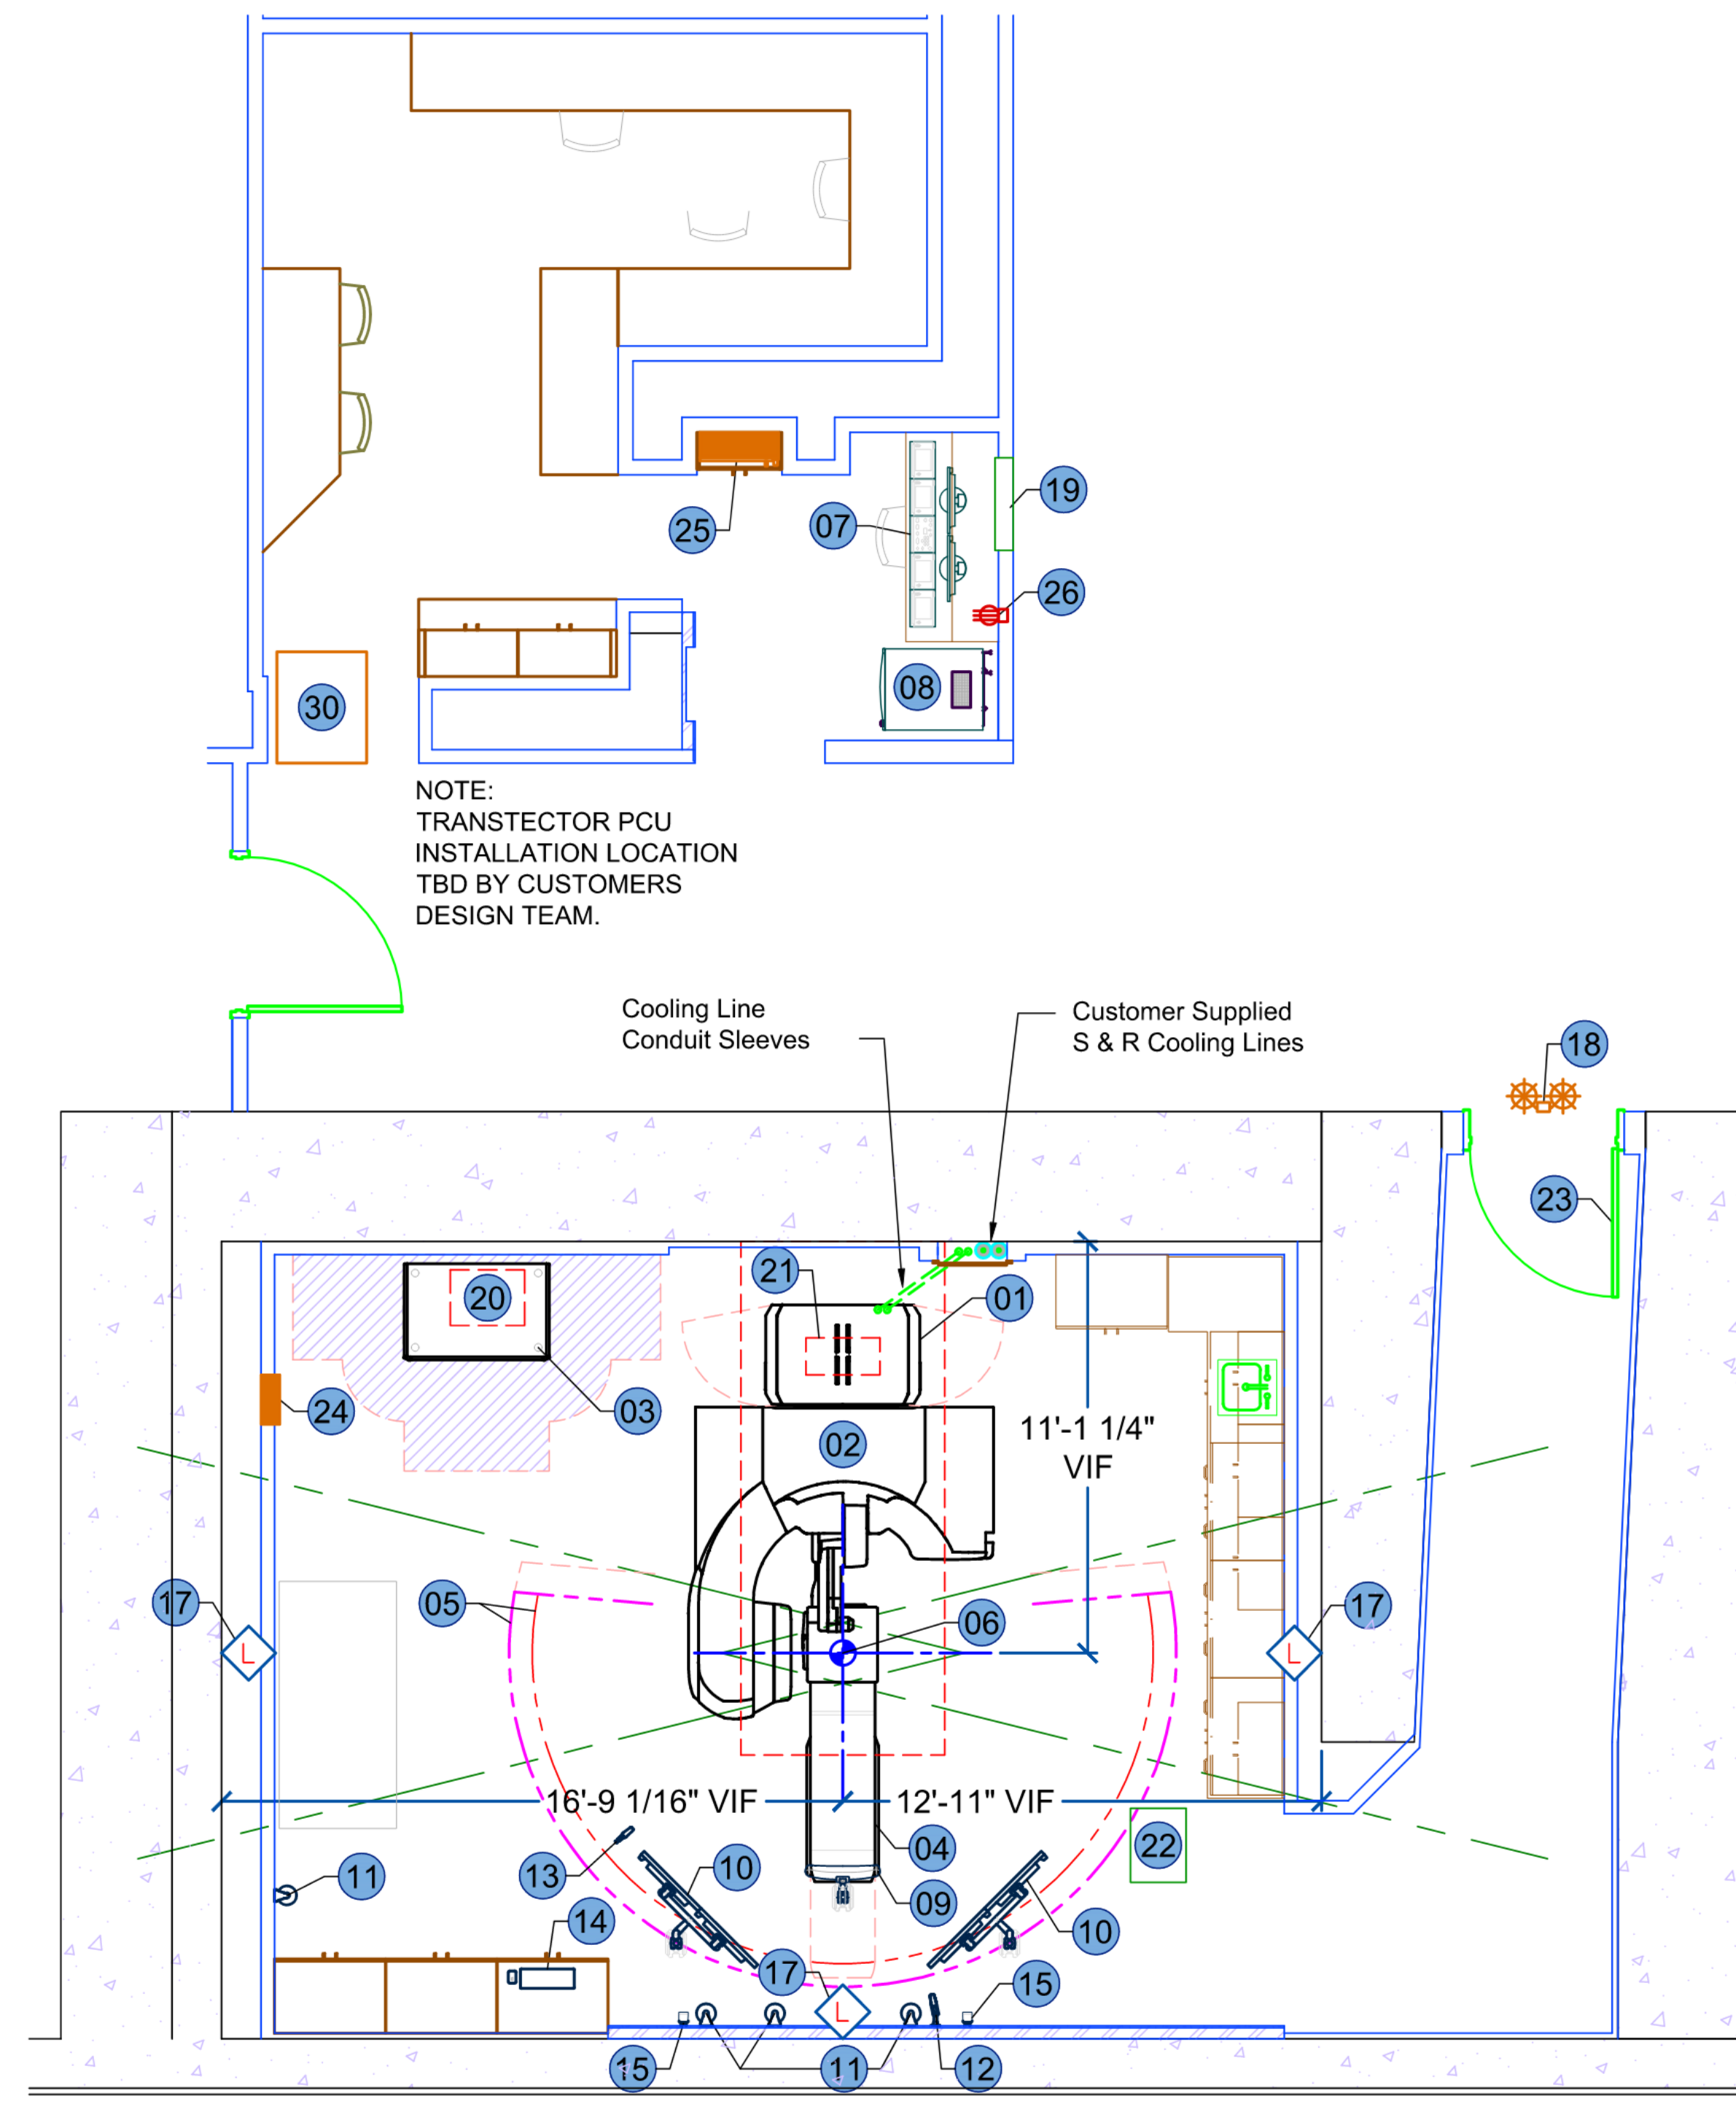 25
07
19
26
08
30
NOTE:
TRANSTECTOR PCU
INSTALLATION LOCATION
TBD BY CUSTOMERS
DESIGN TEAM.
Cooling Line
Conduit Sleeves
Customer Supplied
S & R Cooling Lines
18
23
21
20
01
24
03
02
11'-1 1/4"
VIF
17
05
06
17
L
L
16'-9 1/16" VIF
12'-11" VIF
04
22
13
10
11
09
14
10
17
15
L
15
11
12